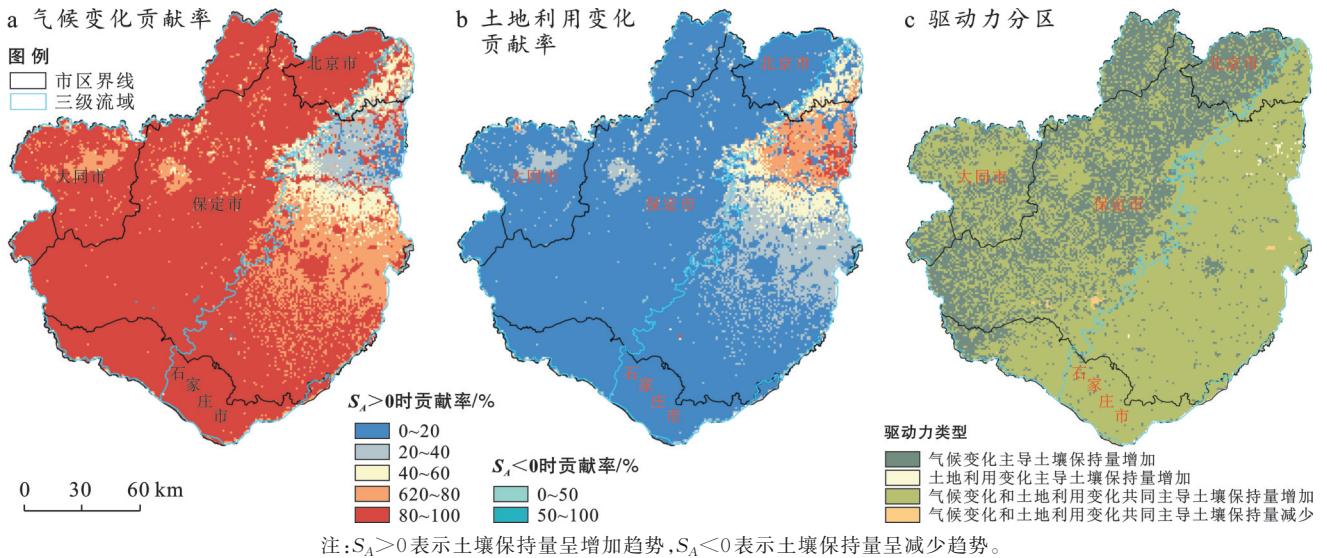 a 气候变化贡献率
图例
市区界线
三级流域
北京市
大同市
保定市
石家庄市
0 30 60 km
b 土地利用变化
贡献率
北京市
大同市
保定市
石家庄市
S_A>0时贡献率/%
0~20
20~40
40~60
620~80
80~100
S_A<0时贡献率/%
0~50
50~100
c 驱动力分区
北京市
大同市
保定市
石家庄市
驱动力类型
气候变化主导土壤保持量增加
土地利用变化主导土壤保持量增加
气候变化和土地利用变化共同主导土壤保持量增加
气候变化和土地利用变化共同主导土壤保持量减少
注:S_A>0表示土壤保持量呈增加趋势,S_A<0表示土壤保持量呈减少趋势。